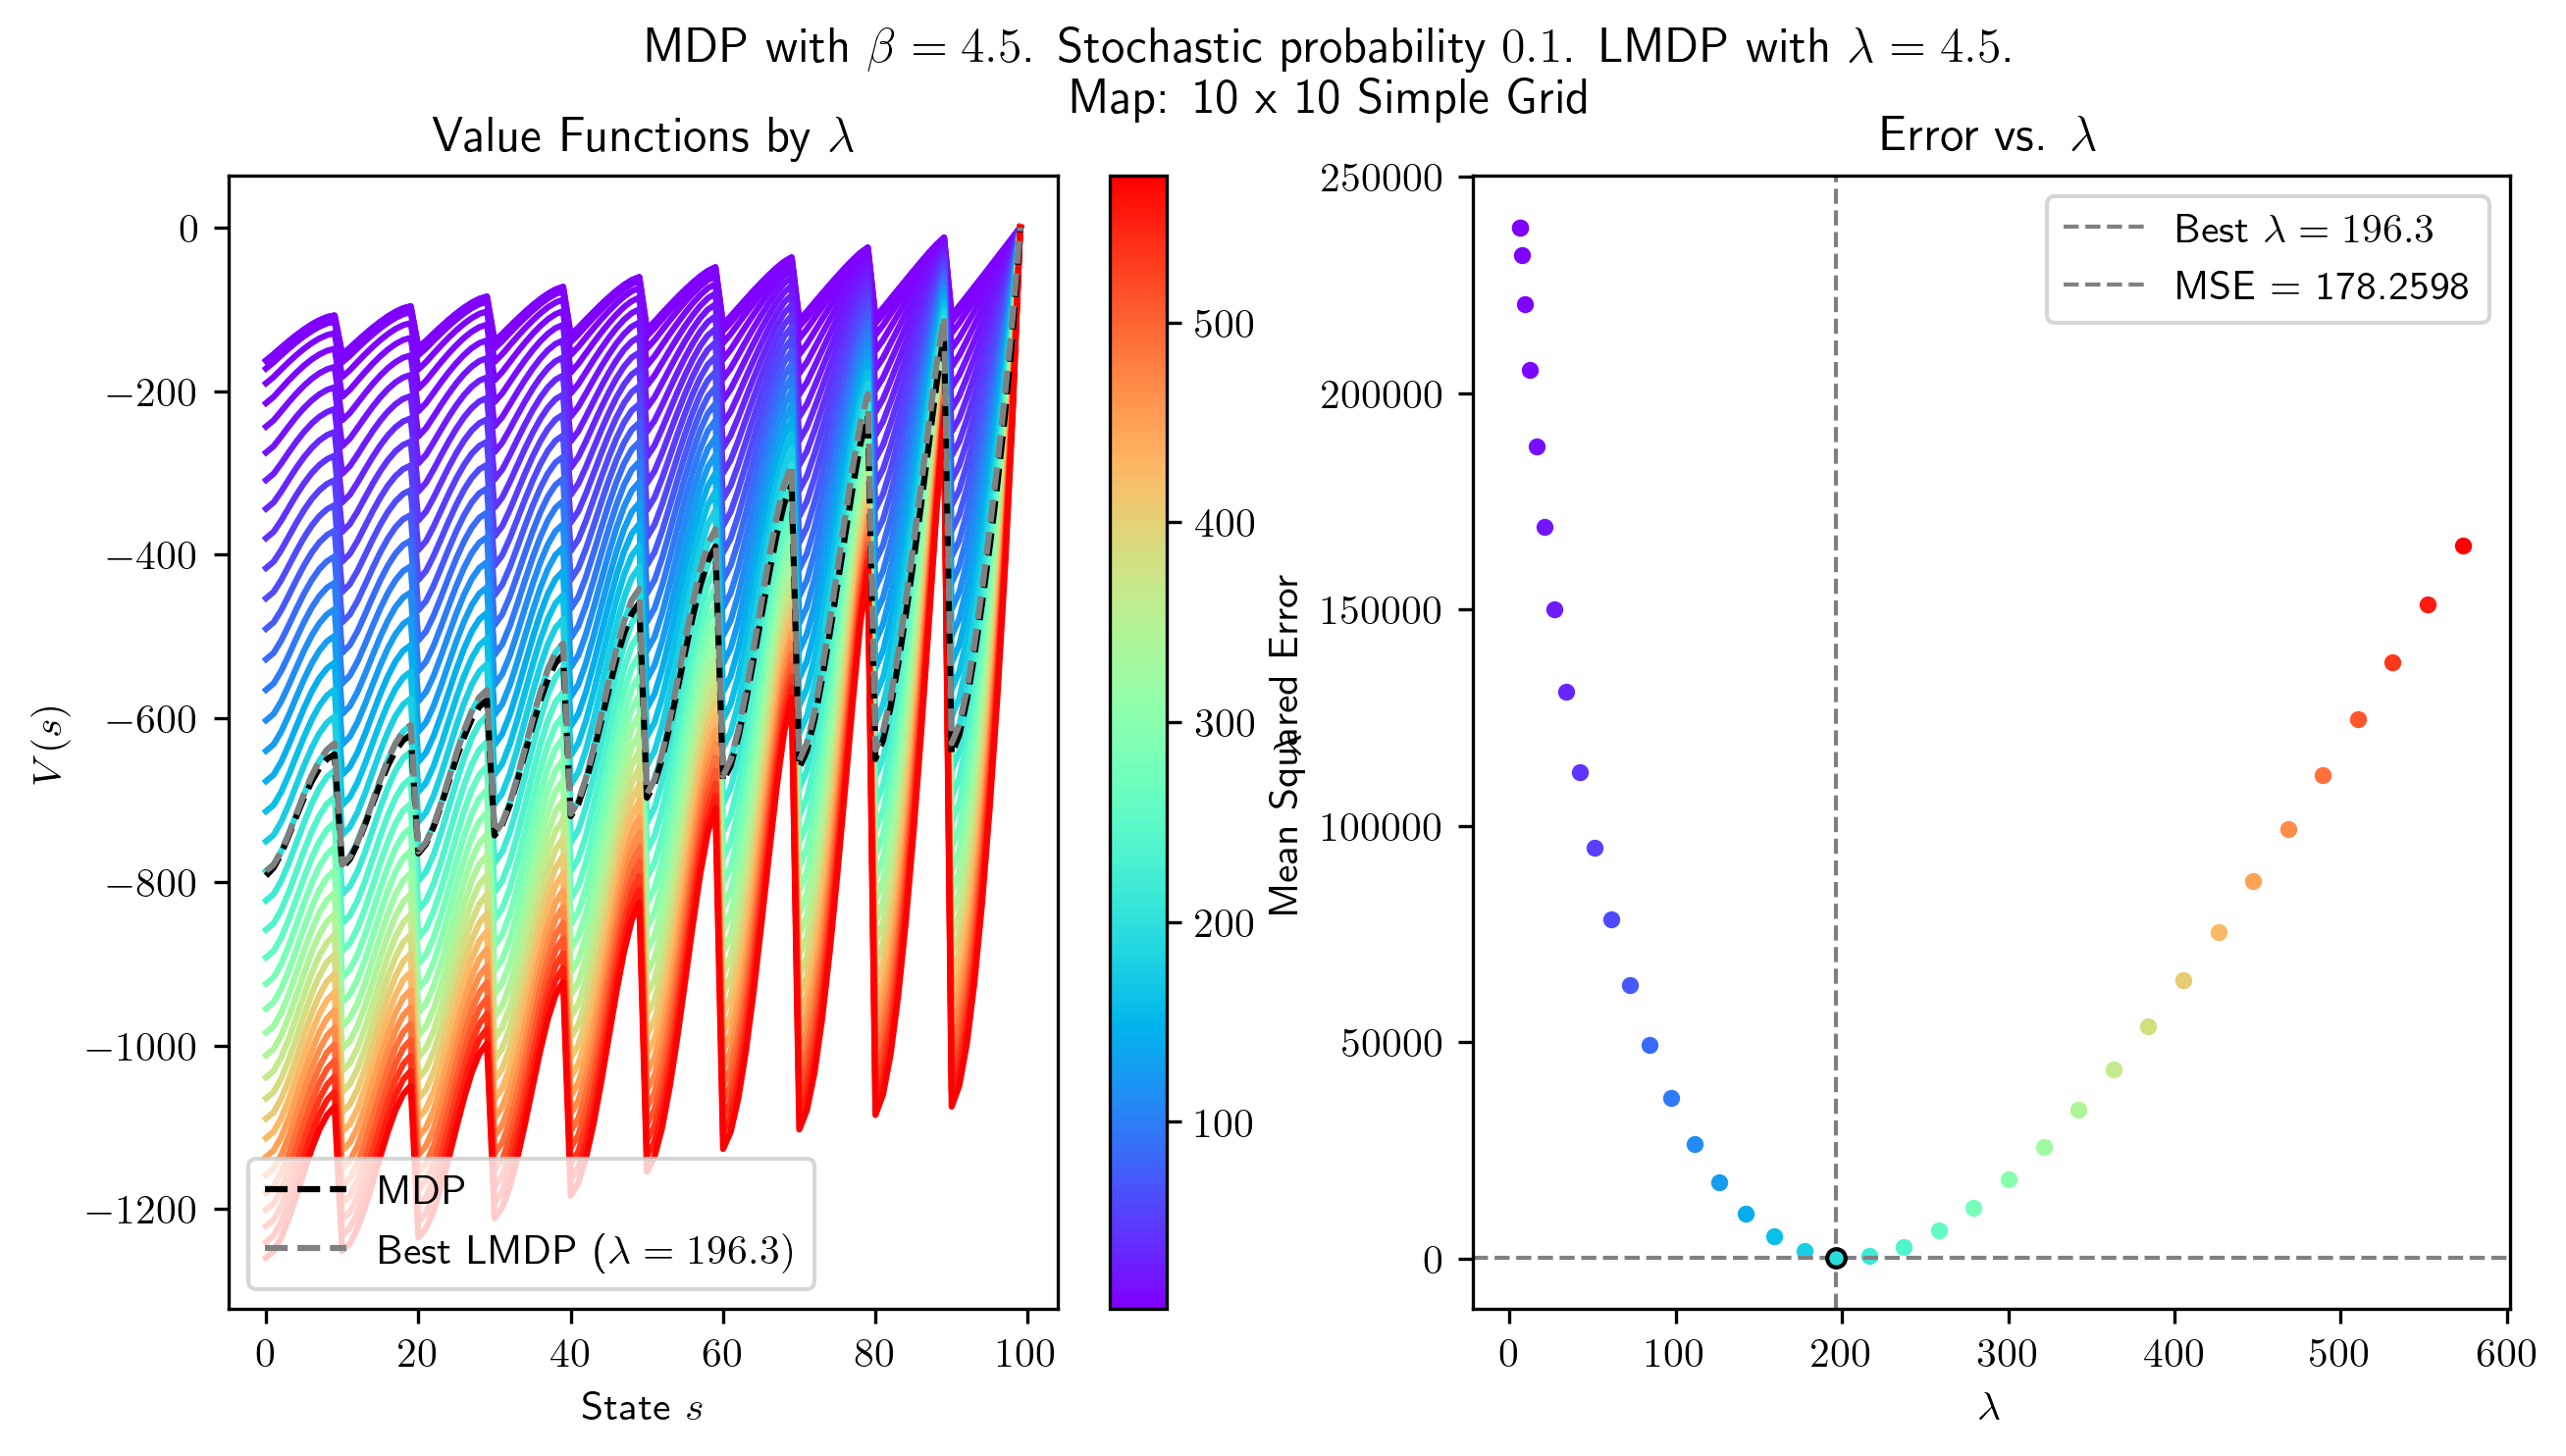 MDP with β = 4.5. Stochastic probability 0.1. LMDP with λ = 4.5.
Map: 10 x 10 Simple Grid
Value Functions by λ
V(s)
0
−200
−400
−600
−800
−1000
−1200
0 20 40 60 80 100
State s
MDP
Best LMDP (λ = 196.3)
500
400
300
200
100
λ
Error vs. λ
Mean Squared Error
250000
200000
150000
100000
50000
0
0 100 200 300 400 500 600
λ
Best λ = 196.3
MSE = 178.2598